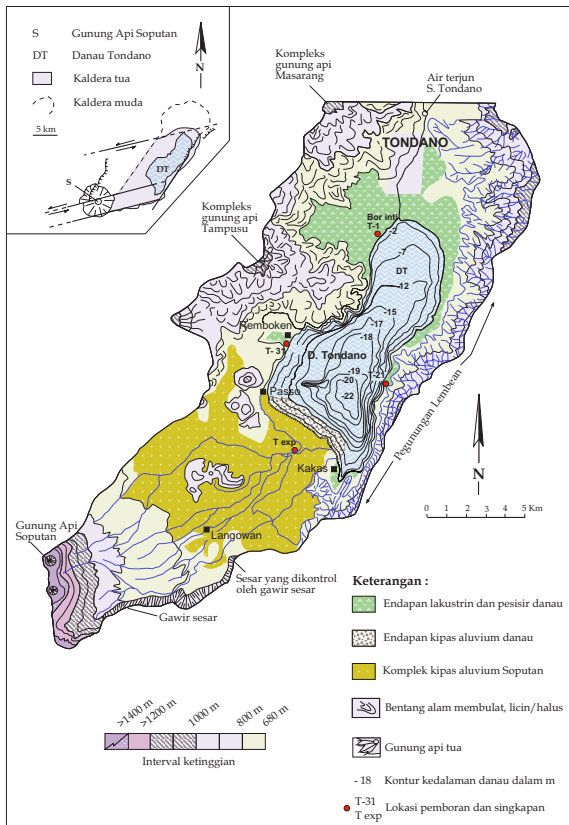 S Gunung Api Soputan
DT Danau Tondano
Kaldera tua
Kaldera muda
5 km
N
DT
S
Kompleks
gunung api
Masarang
Air terjun
S. Tondano
TONDANO
Kompleks
gunung api
Tampusu
Bor inti
T-1
-2
-7
DT
-12
-15
-17
-18
Remboken
T- 31
D. Tondano
-19
-20
T-21
-22
Passo
Pegunungan Lembean
T exp
Kakas
N
0 1 2 3 4 5 Km
Gunung Api
Soputan
Langowan
Sesar yang dikontrol
oleh gawir sesar
Gawir sesar
Keterangan :
Endapan lakustrin dan pesisir danau
Endapan kipas aluvium danau
Komplek kipas aluvium Soputan
Bentang alam membulat, licin/halus
Gunung api tua
- 18 Kontur kedalaman danau dalam m
T-31
T exp
Lokasi pemboran dan singkapan
>1400 m
>1200 m
1000 m
800 m
680 m
Interval ketinggian